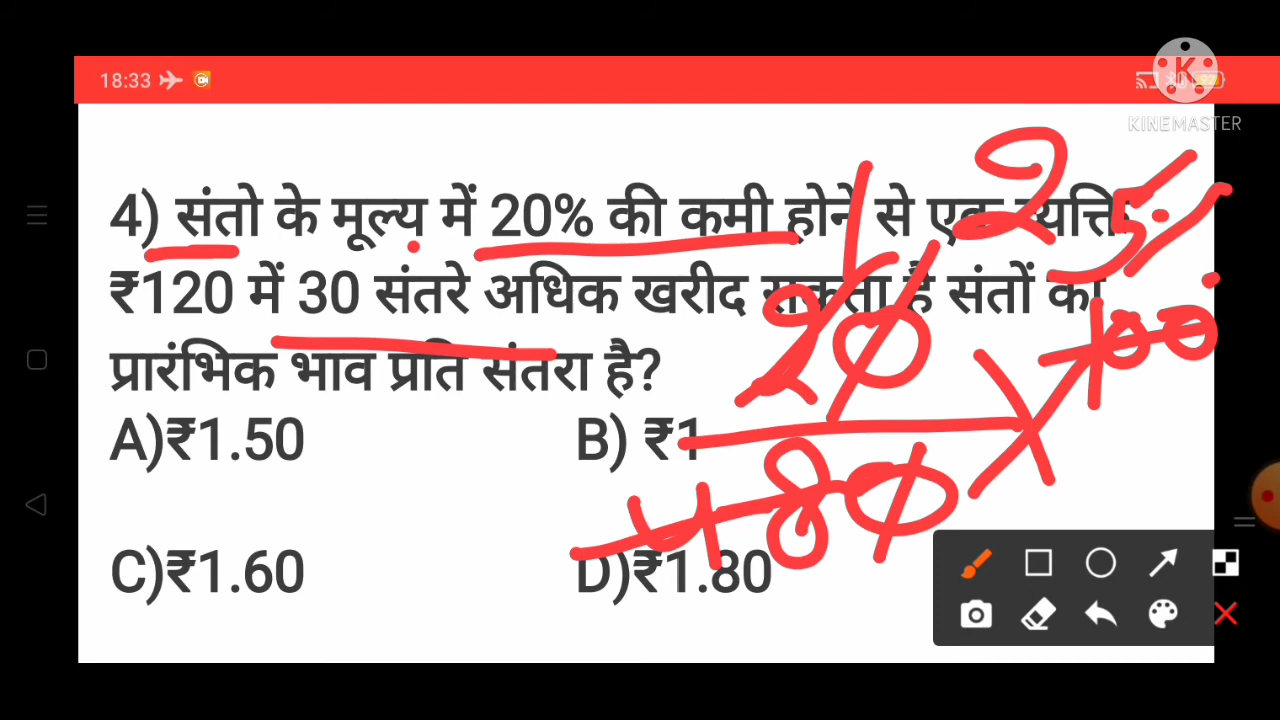 18:33
KINEMASTER
4) संतो के मूल्य में 20% की कमी होने से एक व्यक्ति
₹120 में 30 संतरे अधिक खरीद सकता है संतों का
प्रारंभिक भाव प्रति संतरा है?
A)₹1.50 B) ₹1
C)₹1.60 D)₹1.80
25%
120
100
480